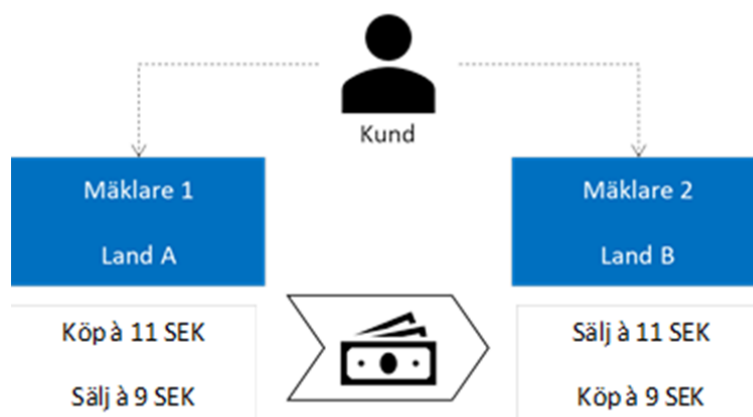 Kund
Mäklare 1
Land A
Köp à 11 SEK
Sälj à 9 SEK
Mäklare 2
Land B
Sälj à 11 SEK
Köp à 9 SEK